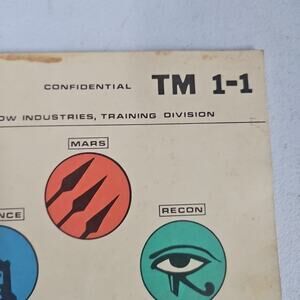 CONFIDENTIAL TM 1-1
OW INDUSTRIES, TRAINING DIVISION
MARS
NCE
RECON